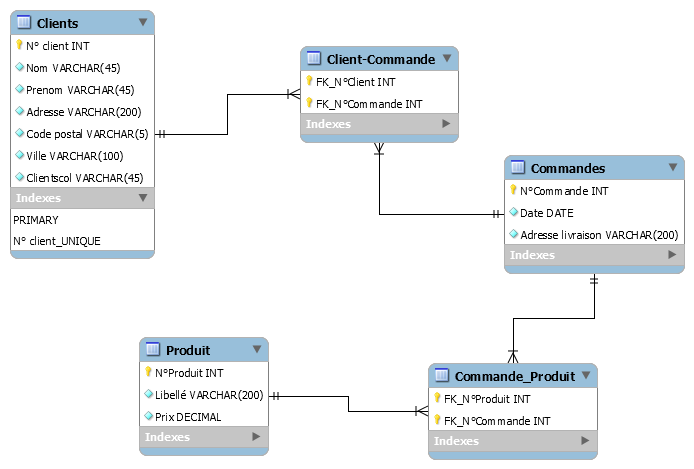 Clients
N° client INT
Nom VARCHAR(45)
Prenom VARCHAR(45)
Adresse VARCHAR(200)
Code postal VARCHAR(5)
Ville VARCHAR(100)
Clientscol VARCHAR(45)
Indexes
PRIMARY
N° client_UNIQUE
Client-Commande
FK_N°Client INT
FK_N°Commande INT
Indexes
Commandes
N°Commande INT
Date DATE
Adresse livraison VARCHAR(200)
Indexes
Produit
N°Produit INT
Libellé VARCHAR(200)
Prix DECIMAL
Indexes
Commande_Produit
FK_N°Produit INT
FK_N°Commande INT
Indexes